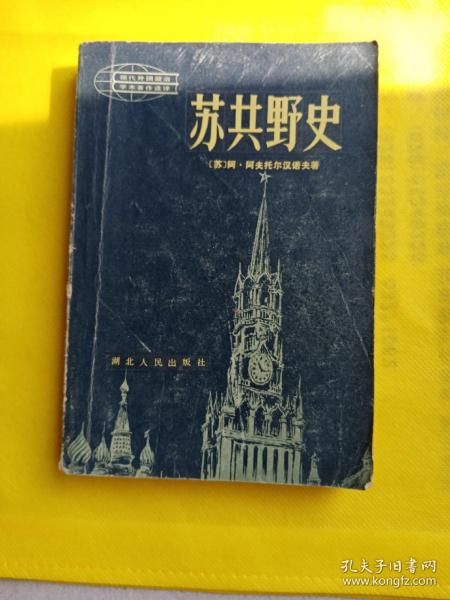 现代外国政治
学术著作选译
苏共野史
〔苏〕阿·阿夫托尔汉诺夫著
湖北人民出版社
孔夫子旧书网
www.kongfz.com